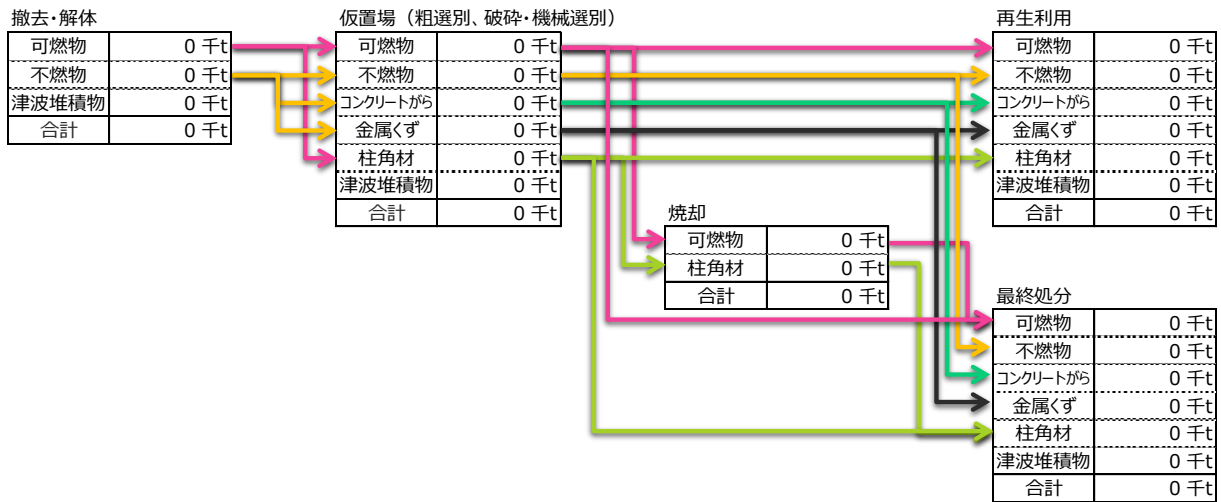 撤去・解体
可燃物 0 千t
不燃物 0 千t
津波堆積物 0 千t
合計 0 千t
仮置場（粗選別、破砕・機械選別）
可燃物 0 千t
不燃物 0 千t
コンクリートがら 0 千t
金属くず 0 千t
柱角材 0 千t
津波堆積物 0 千t
合計 0 千t
再生利用
可燃物 0 千t
不燃物 0 千t
コンクリートがら 0 千t
金属くず 0 千t
柱角材 0 千t
津波堆積物 0 千t
合計 0 千t
焼却
可燃物 0 千t
柱角材 0 千t
合計 0 千t
最終処分
可燃物 0 千t
不燃物 0 千t
コンクリートがら 0 千t
金属くず 0 千t
柱角材 0 千t
津波堆積物 0 千t
合計 0 千t